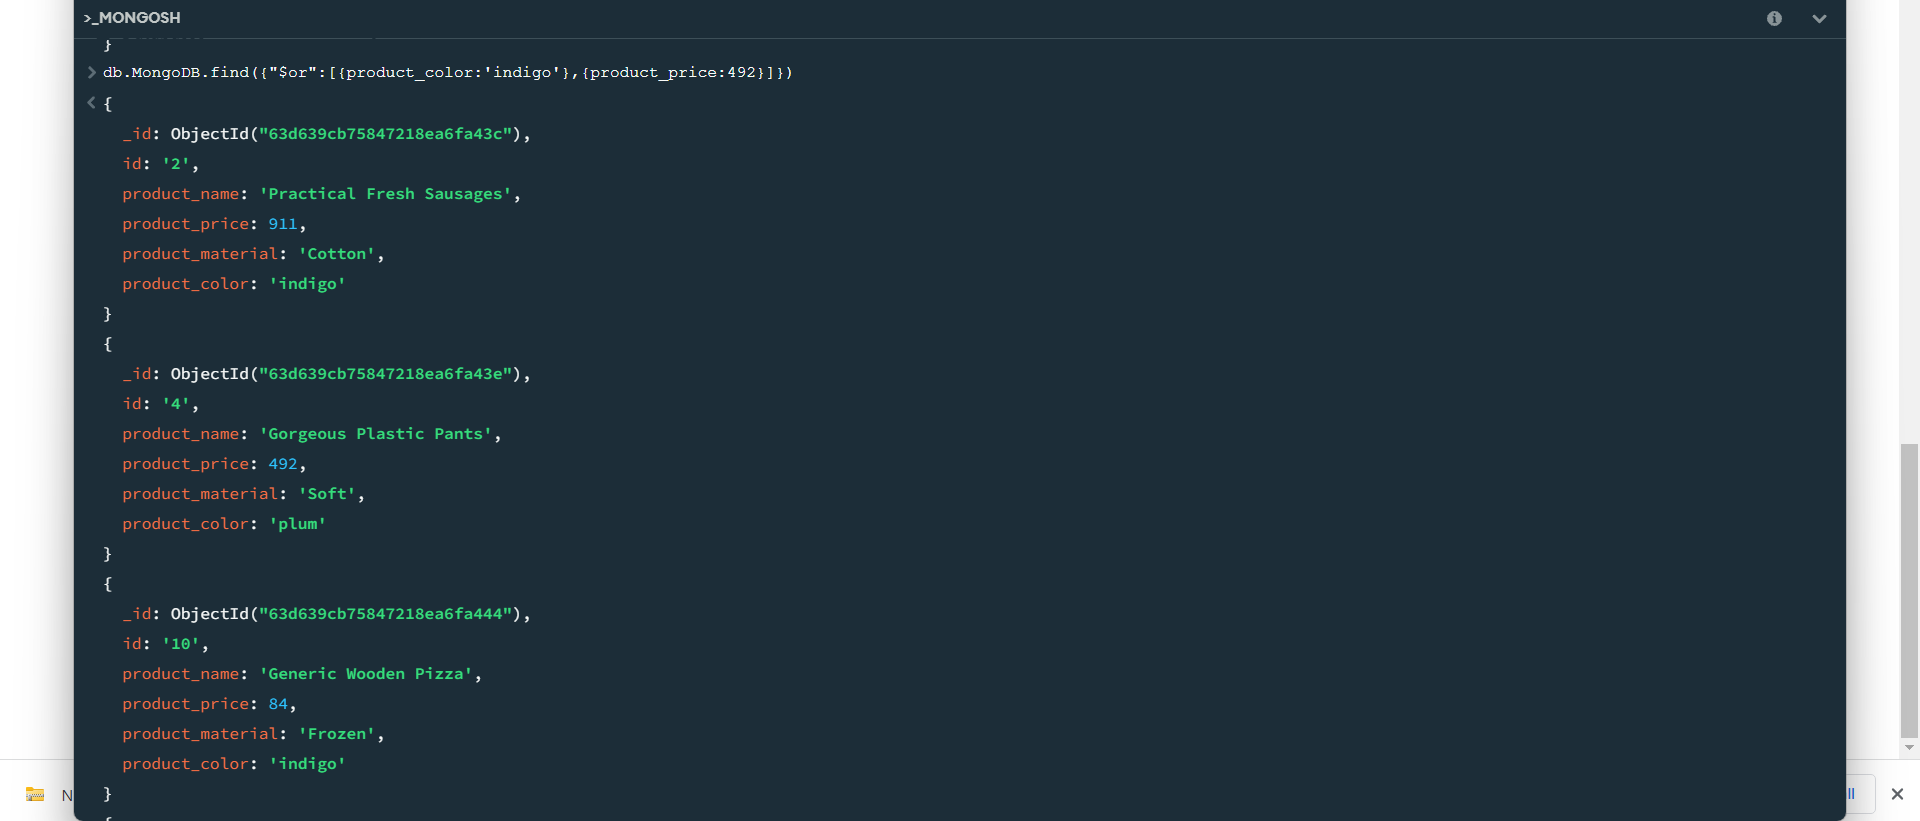 >_MONGOSH
}
db.MongoDB.find({"$or":[{product_color:'indigo'},{product_price:492}]})
{
_id: ObjectId("63d639cb75847218ea6fa43c"),
id: '2',
product_name: 'Practical Fresh Sausages',
product_price: 911,
product_material: 'Cotton',
product_color: 'indigo'
}
{
_id: ObjectId("63d639cb75847218ea6fa43e"),
id: '4',
product_name: 'Gorgeous Plastic Pants',
product_price: 492,
product_material: 'Soft',
product_color: 'plum'
}
{
_id: ObjectId("63d639cb75847218ea6fa444"),
id: '10',
product_name: 'Generic Wooden Pizza',
product_price: 84,
product_material: 'Frozen',
product_color: 'indigo'
}